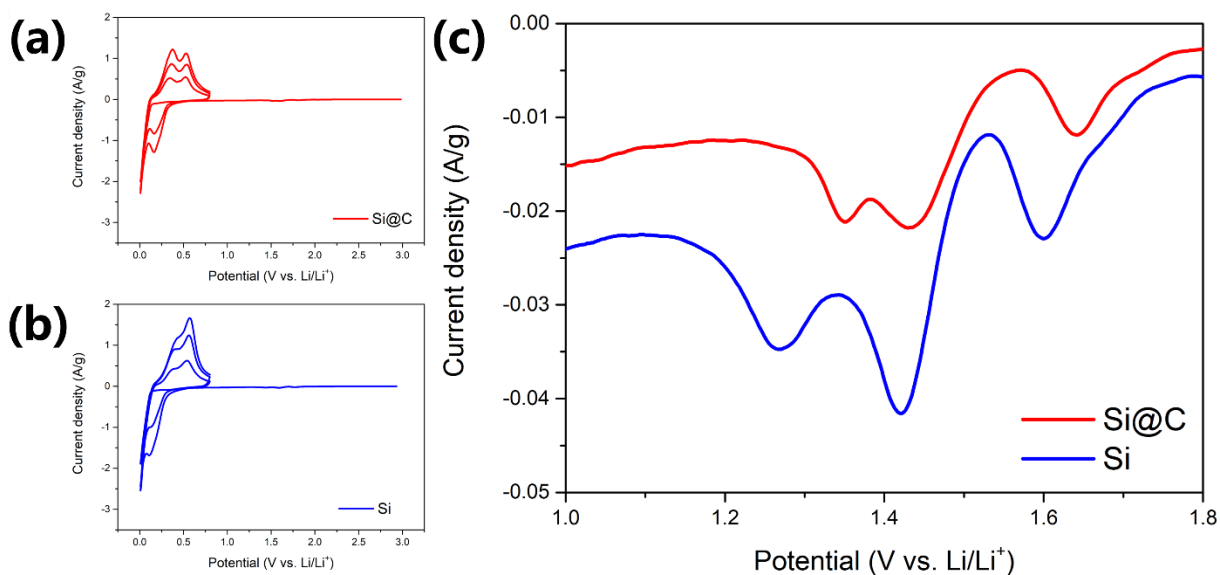 (a)
2
1
0
-1
-2
-3
Current density (A/g)
Si@C
0.0 0.5 1.0 1.5 2.0 2.5 3.0
Potential (V vs. Li/Li⁺)
(b)
2
1
0
-1
-2
-3
Current density (A/g)
Si
0.0 0.5 1.0 1.5 2.0 2.5 3.0
Potential (V vs. Li/Li⁺)
(c)
0.00
-0.01
-0.02
-0.03
-0.04
-0.05
Current density (A/g)
Si@C
Si
1.0 1.2 1.4 1.6 1.8
Potential (V vs. Li/Li⁺)